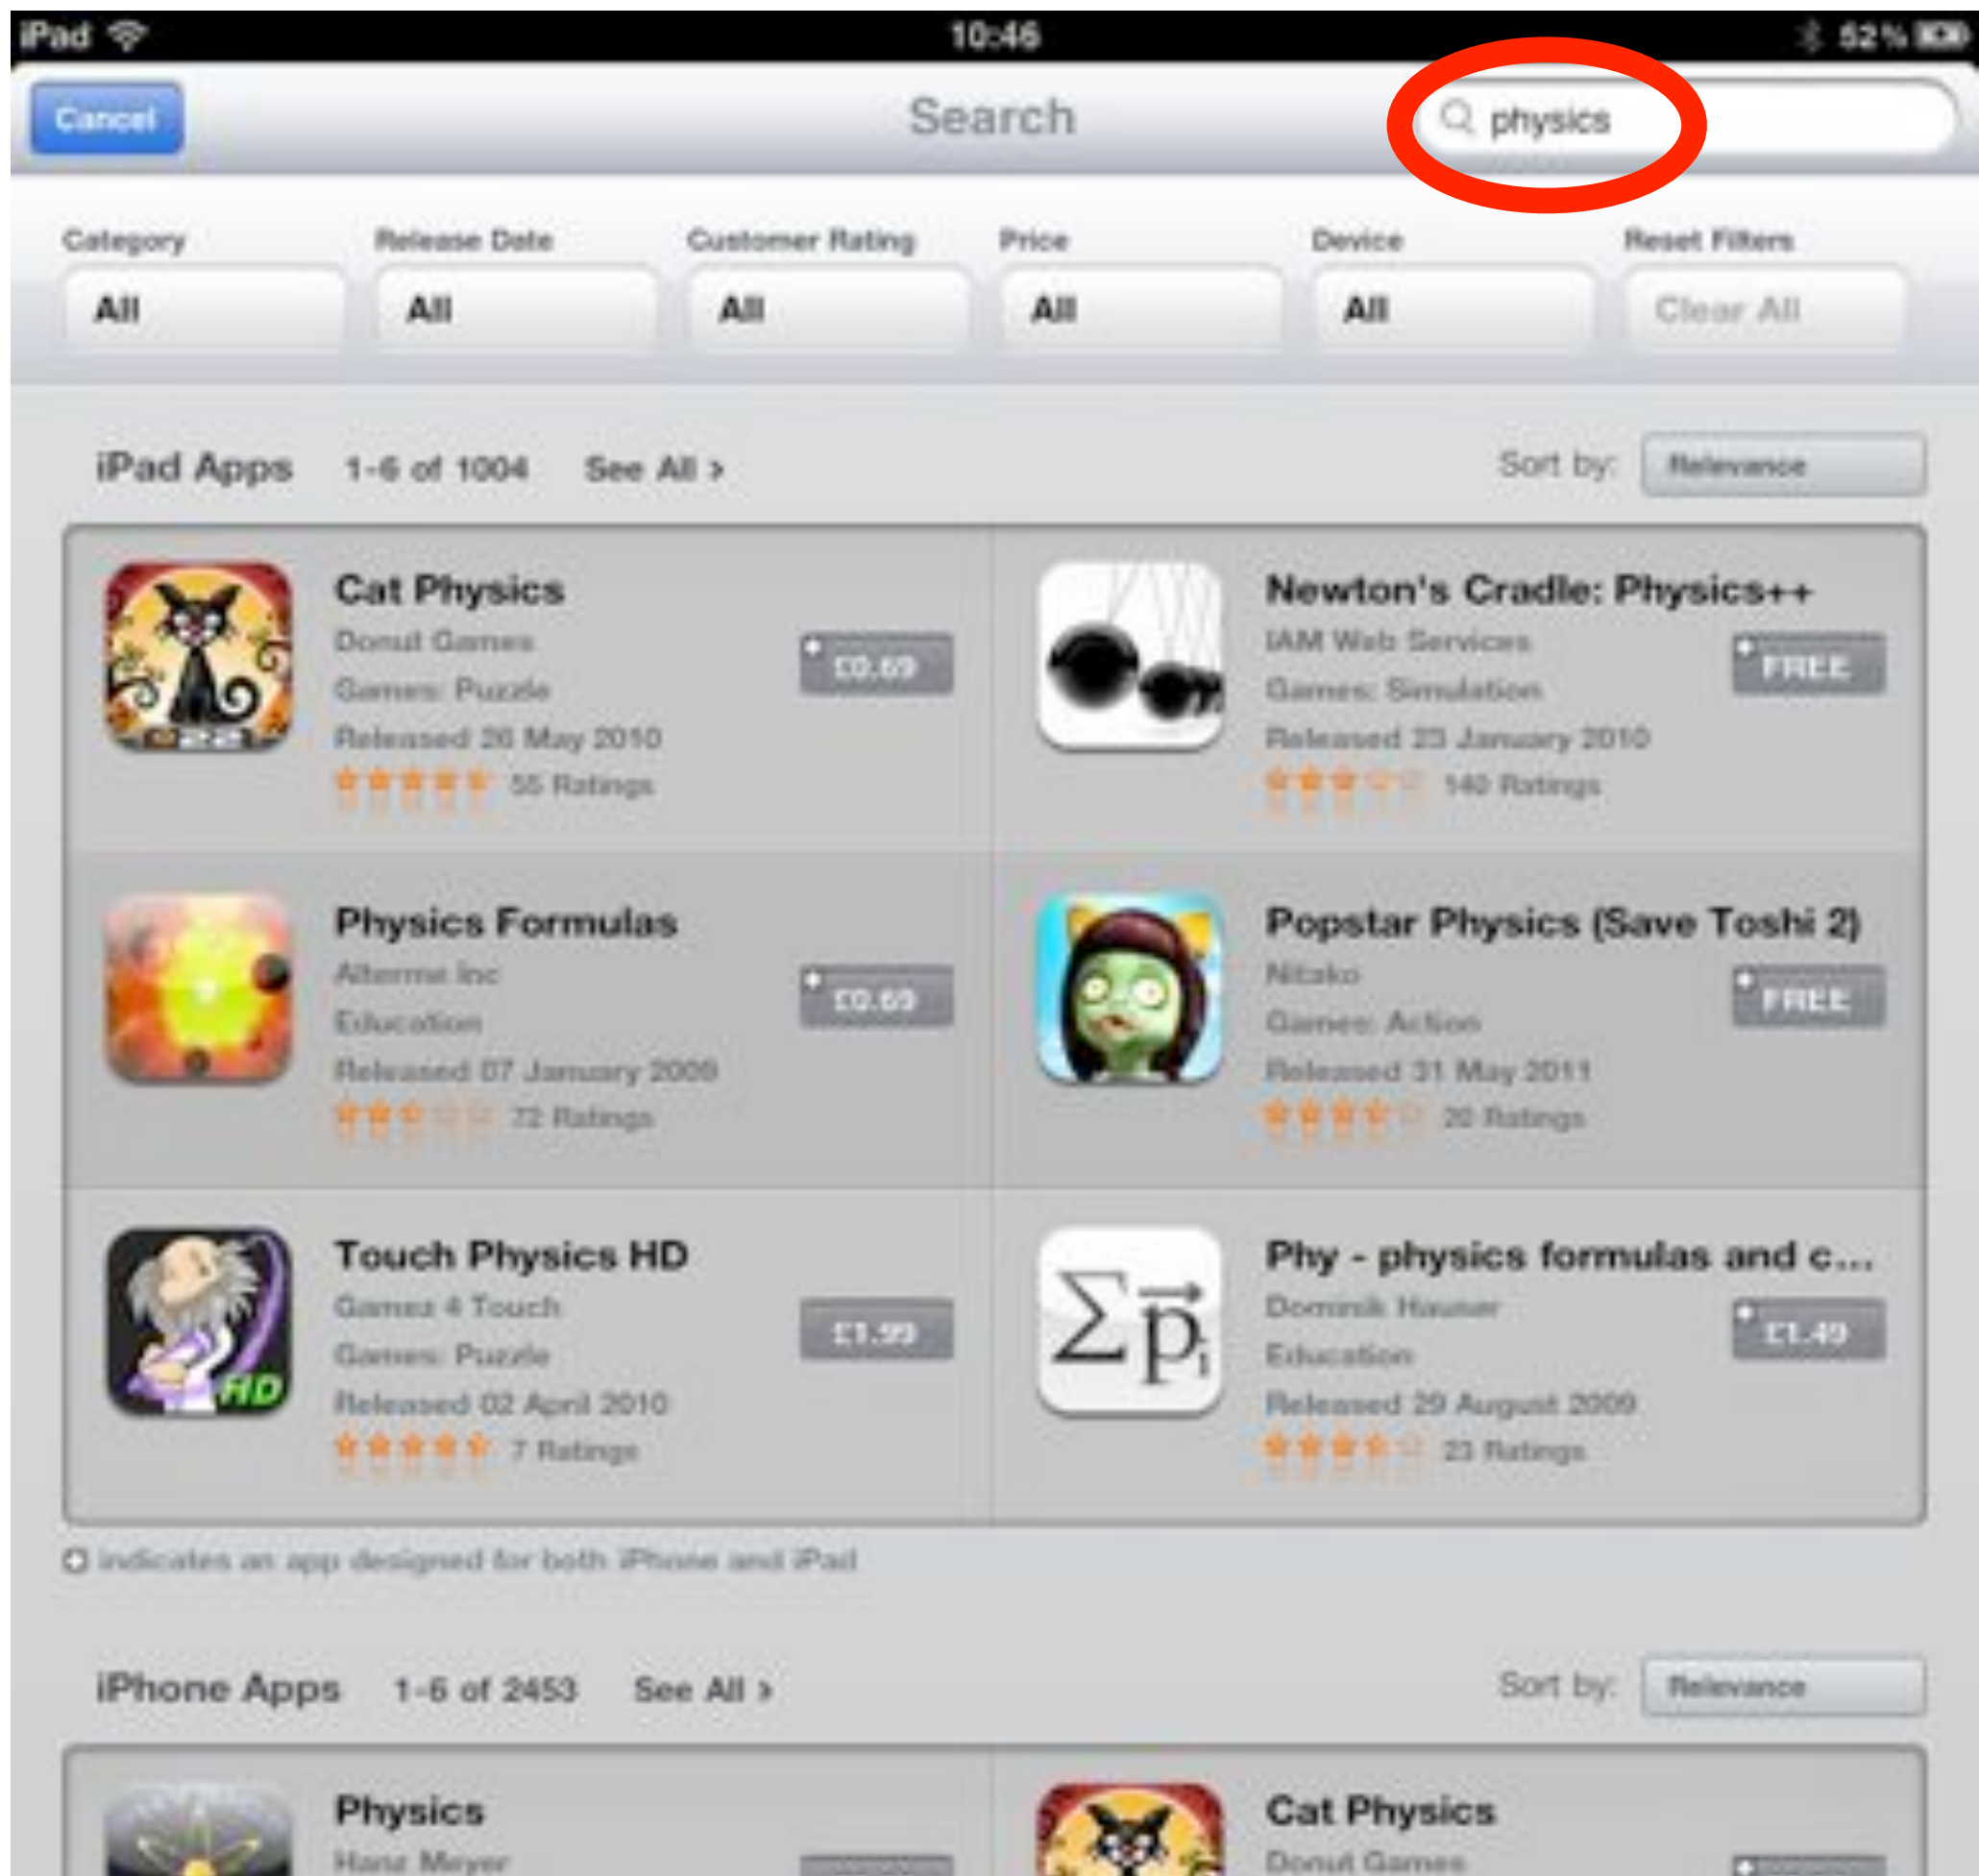 iPad
10:46
52%
Cancel
Search
physics
Category
Release Date
Customer Rating
Price
Device
Reset Filters
All
All
All
All
All
Clear All
iPad Apps 1-6 of 1004 See All >
Sort by: Relevance
Cat Physics
Donut Games
Games: Puzzle
Released 26 May 2010
55 Ratings
£0.69
Newton's Cradle: Physics++
IAM Web Services
Games: Simulation
Released 23 January 2010
140 Ratings
FREE
Physics Formulas
Alterme Inc
Education
Released 07 January 2009
72 Ratings
£0.69
Popstar Physics (Save Toshi 2)
Nitako
Games: Action
Released 31 May 2011
20 Ratings
FREE
Touch Physics HD
HD
Gamez 4 Touch
Games: Puzzle
Released 02 April 2010
7 Ratings
£1.99
Phy - physics formulas and c...
Σpi
Dominik Hauser
Education
Released 29 August 2009
23 Ratings
£1.49
indicates an app designed for both iPhone and iPad
iPhone Apps 1-6 of 2453 See All >
Sort by: Relevance
Physics
Hanz Meyer
Cat Physics
Donut Games